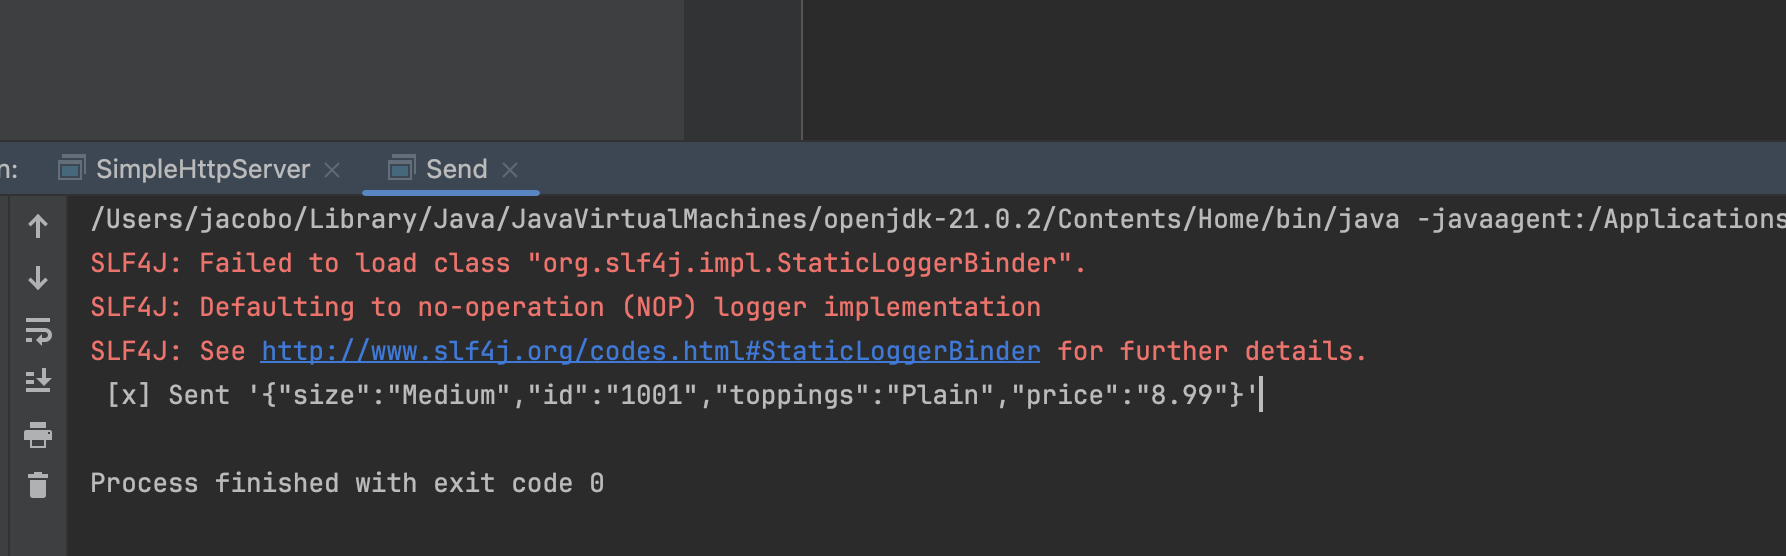 n: SimpleHttpServer Send
/Users/jacobo/Library/Java/JavaVirtualMachines/openjdk-21.0.2/Contents/Home/bin/java -javaagent:/Applications
SLF4J: Failed to load class "org.slf4j.impl.StaticLoggerBinder".
SLF4J: Defaulting to no-operation (NOP) logger implementation
SLF4J: See http://www.slf4j.org/codes.html#StaticLoggerBinder for further details.
[x] Sent '{"size":"Medium","id":"1001","toppings":"Plain","price":"8.99"}'
Process finished with exit code 0